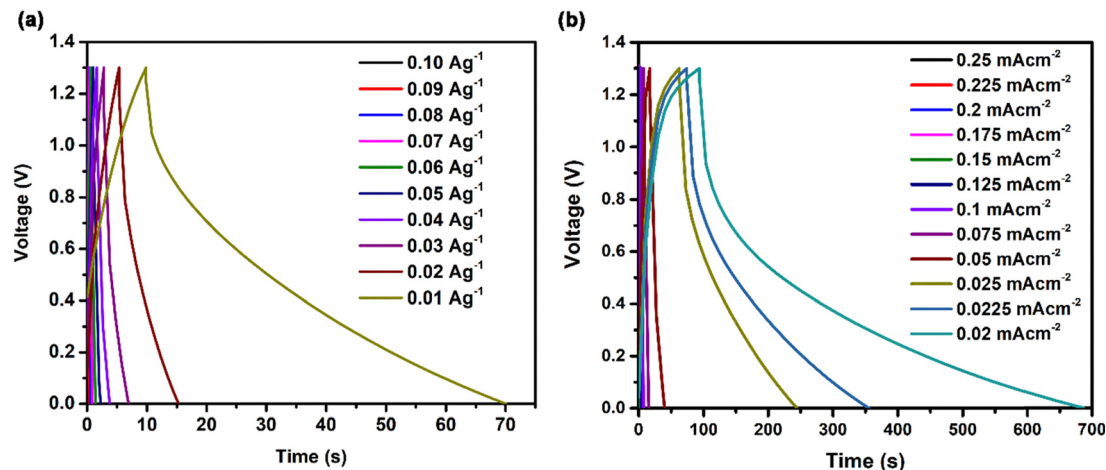 (a)
1.4
1.2
1.0
0.8
0.6
0.4
0.2
0.0
Voltage (V)
0.10 Ag⁻¹
0.09 Ag⁻¹
0.08 Ag⁻¹
0.07 Ag⁻¹
0.06 Ag⁻¹
0.05 Ag⁻¹
0.04 Ag⁻¹
0.03 Ag⁻¹
0.02 Ag⁻¹
0.01 Ag⁻¹
0 10 20 30 40 50 60 70
Time (s)
(b)
1.4
1.2
1.0
0.8
0.6
0.4
0.2
0.0
Voltage (V)
0.25 mAcm⁻²
0.225 mAcm⁻²
0.2 mAcm⁻²
0.175 mAcm⁻²
0.15 mAcm⁻²
0.125 mAcm⁻²
0.1 mAcm⁻²
0.075 mAcm⁻²
0.05 mAcm⁻²
0.025 mAcm⁻²
0.0225 mAcm⁻²
0.02 mAcm⁻²
0 100 200 300 400 500 600 700
Time (s)